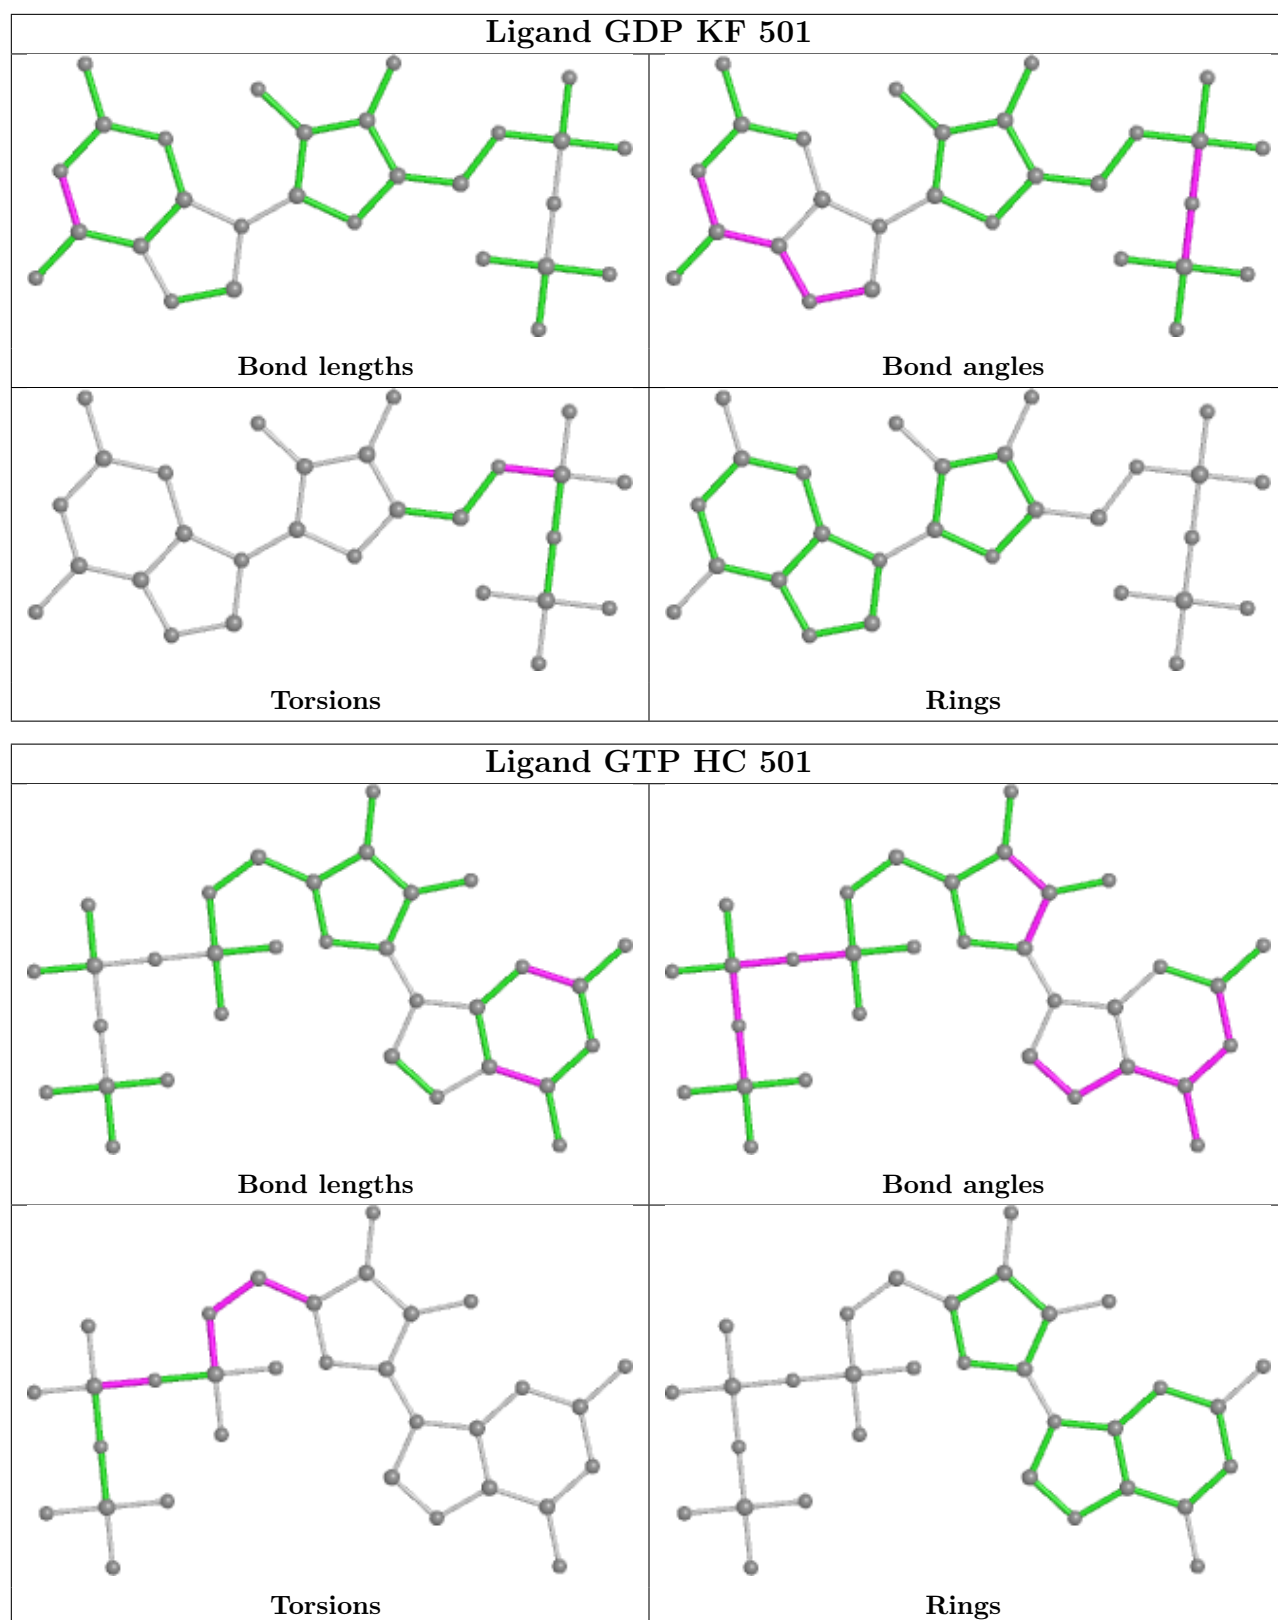 Ligand GDP KF 501
Bond lengths
Bond angles
Torsions
Rings
Ligand GTP HC 501
Bond lengths
Bond angles
Torsions
Rings